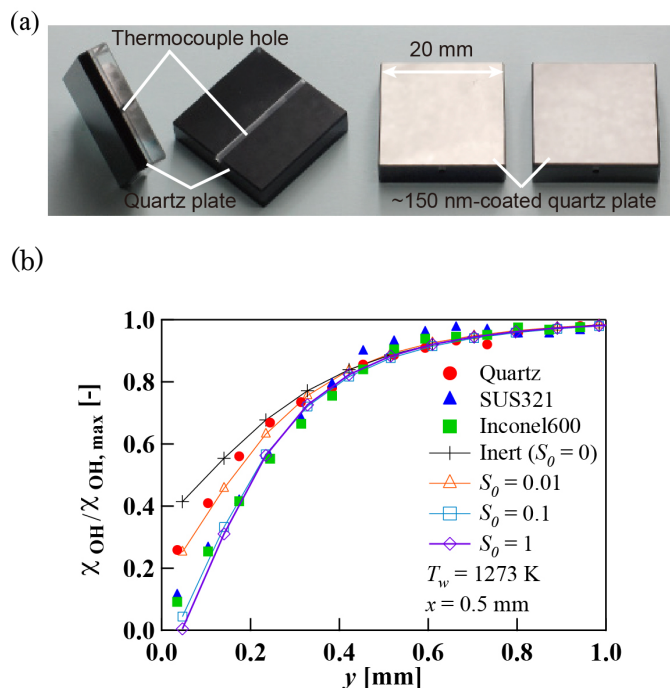 (a)
Thermocouple hole
20 mm
Quartz plate
~150 nm-coated quartz plate
(b)
χ OH/χ OH, max [-]
1.0
0.8
0.6
0.4
0.2
0.0
Quartz
SUS321
Inconel600
Inert (S0 = 0)
S0 = 0.01
S0 = 0.1
S0 = 1
Tw = 1273 K
x = 0.5 mm
0.0 0.2 0.4 0.6 0.8 1.0
y [mm]